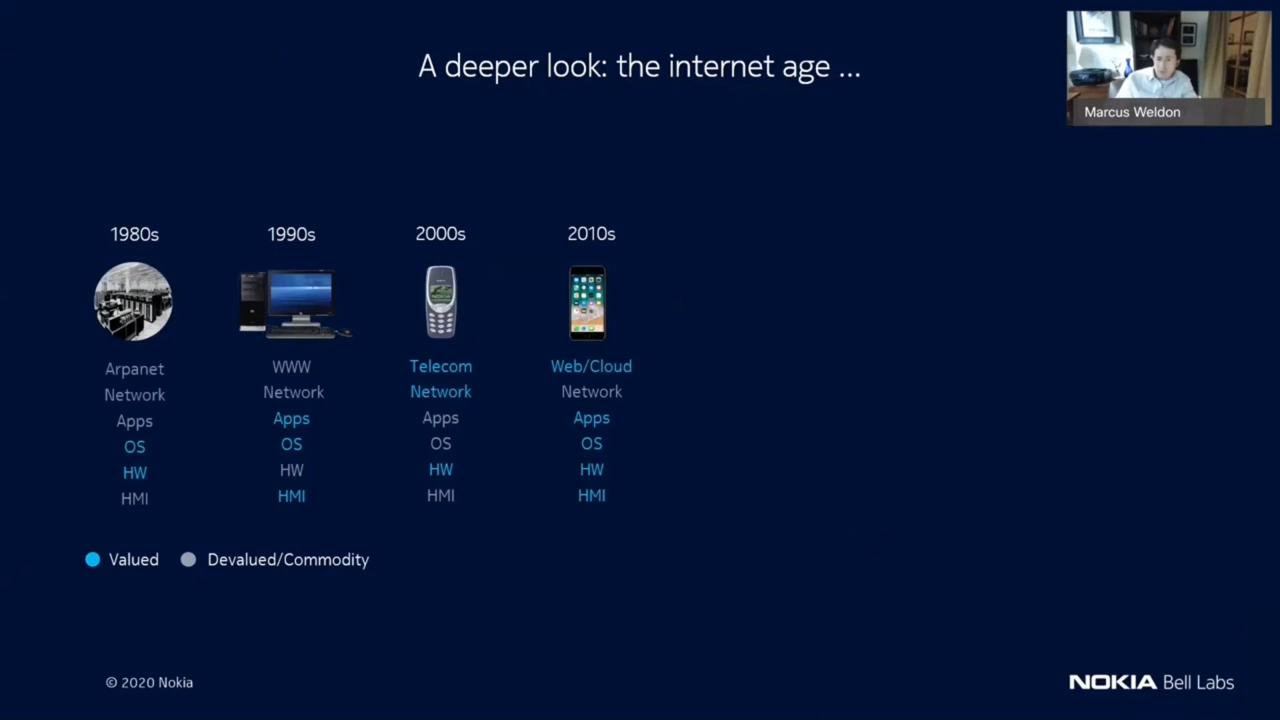 A deeper look: the internet age ...
Marcus Weldon
1980s
1990s
2000s
2010s
Arpanet
Network
Apps
OS
HW
HMI
WWW
Network
Apps
OS
HW
HMI
Telecom
Network
Apps
OS
HW
HMI
Web/Cloud
Network
Apps
OS
HW
HMI
Valued
Devalued/Commodity
© 2020 Nokia
NOKIA Bell Labs